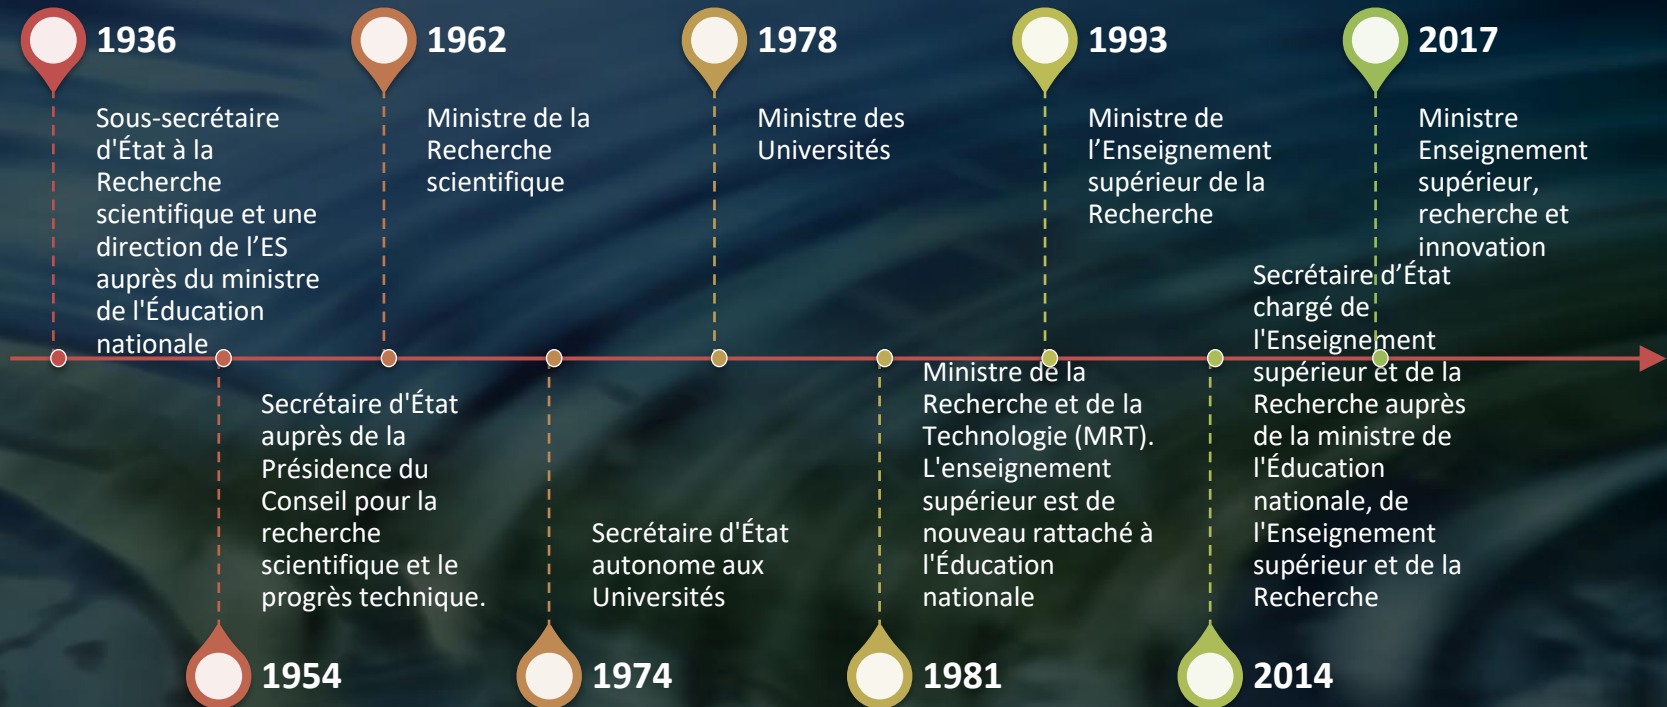 1936
Sous-secrétaire
d'État à la
Recherche
scientifique et une
direction de l’ES
auprès du ministre
de l'Éducation
nationale
1954
Secrétaire d'État
auprès de la
Présidence du
Conseil pour la
recherche
scientifique et le
progrès technique.
1962
Ministre de la
Recherche
scientifique
1974
Secrétaire d'État
autonome aux
Universités
1978
Ministre des
Universités
1981
Ministre de la
Recherche et de la
Technologie (MRT).
L'enseignement
supérieur est de
nouveau rattaché à
l'Éducation
nationale
1993
Ministre de
l’Enseignement
supérieur de la
Recherche
2014
Secrétaire d’État
chargé de
l'Enseignement
supérieur et de la
Recherche auprès
de la ministre de
l'Éducation
nationale, de
l'Enseignement
supérieur et de la
Recherche
2017
Ministre
Enseignement
supérieur,
recherche et
innovation